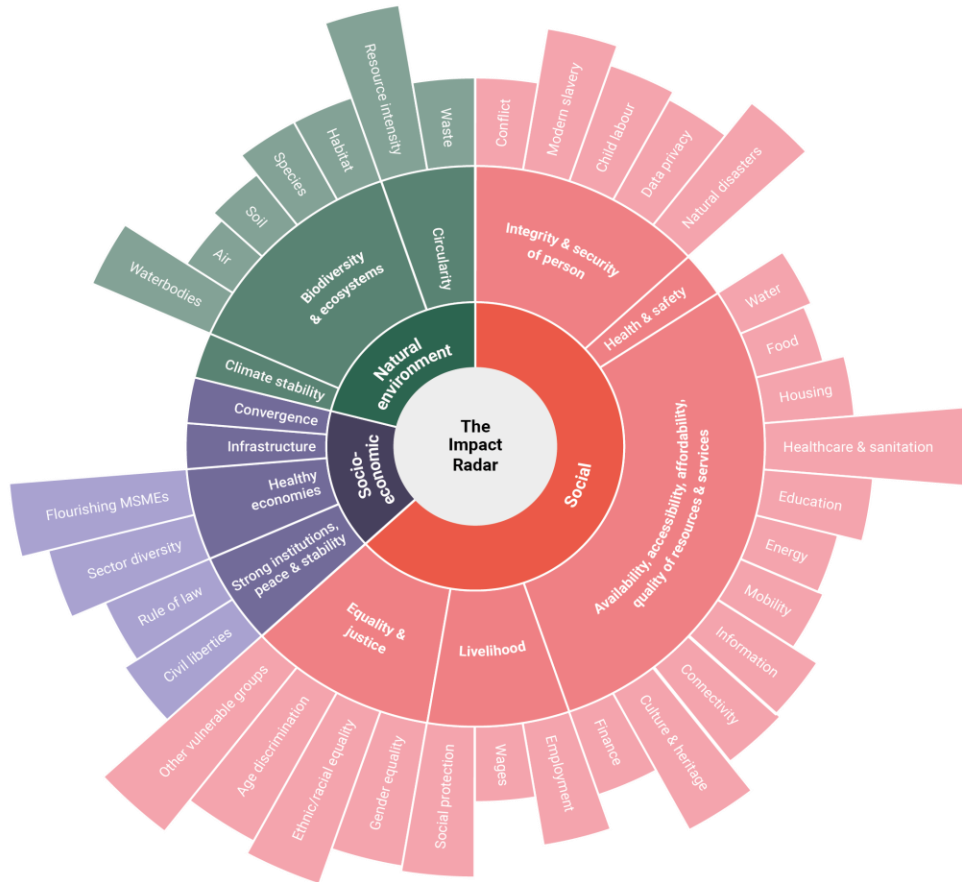 The
Impact
Radar
Natural
environment
Social
Socio-
economic
Circularity
Biodiversity
& ecosystems
Climate stability
Integrity & security
of person
Health & safety
Availability, accessibility, affordability,
quality of resources & services
Livelihood
Equality &
justice
Strong institutions,
peace & stability
Healthy
economies
Infrastructure
Convergence
Conflict
Modern slavery
Child labour
Data privacy
Natural disasters
Water
Food
Housing
Healthcare & sanitation
Education
Energy
Mobility
Information
Connectivity
Culture & heritage
Finance
Employment
Wages
Social protection
Gender equality
Ethnic/racial equality
Age discrimination
Other vulnerable groups
Civil liberties
Rule of law
Sector diversity
Flourishing MSMEs
Waterbodies
Air
Soil
Species
Habitat
Resource intensity
Waste